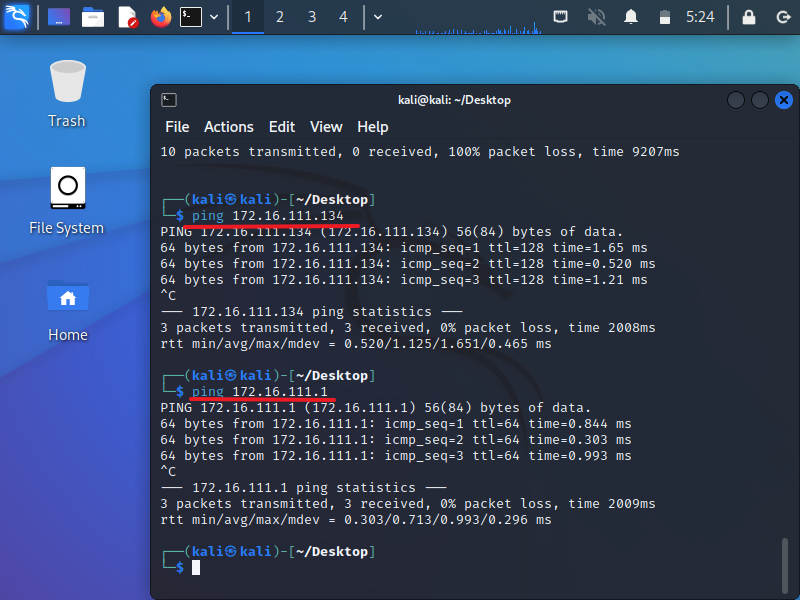 1 2 3 4 5:24
Trash
File System
Home
kali@kali: ~/Desktop
File Actions Edit View Help
10 packets transmitted, 0 received, 100% packet loss, time 9207ms
┌──(kali㉿kali)-[~/Desktop]
└─$ ping 172.16.111.134
PING 172.16.111.134 (172.16.111.134) 56(84) bytes of data.
64 bytes from 172.16.111.134: icmp_seq=1 ttl=128 time=1.65 ms
64 bytes from 172.16.111.134: icmp_seq=2 ttl=128 time=0.520 ms
64 bytes from 172.16.111.134: icmp_seq=3 ttl=128 time=1.21 ms
^C
--- 172.16.111.134 ping statistics ---
3 packets transmitted, 3 received, 0% packet loss, time 2008ms
rtt min/avg/max/mdev = 0.520/1.125/1.651/0.465 ms
┌──(kali㉿kali)-[~/Desktop]
└─$ ping 172.16.111.1
PING 172.16.111.1 (172.16.111.1) 56(84) bytes of data.
64 bytes from 172.16.111.1: icmp_seq=1 ttl=64 time=0.844 ms
64 bytes from 172.16.111.1: icmp_seq=2 ttl=64 time=0.303 ms
64 bytes from 172.16.111.1: icmp_seq=3 ttl=64 time=0.993 ms
^C
--- 172.16.111.1 ping statistics ---
3 packets transmitted, 3 received, 0% packet loss, time 2009ms
rtt min/avg/max/mdev = 0.303/0.713/0.993/0.296 ms
┌──(kali㉿kali)-[~/Desktop]
└─$